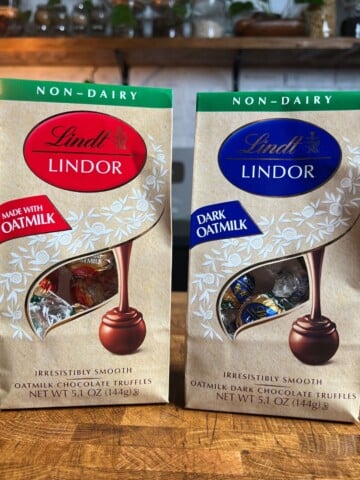 NON-DAIRY
Lindt
LINDOR
MADE WITH
OATMILK
IRRESISTIBLY SMOOTH
OATMILK CHOCOLATE TRUFFLES
NET WT 5.1 OZ (144g)
NON-DAIRY
Lindt
LINDOR
DARK
OATMILK
IRRESISTIBLY SMOOTH
OATMILK DARK CHOCOLATE TRUFFLES
NET WT 5.1 OZ (144g)